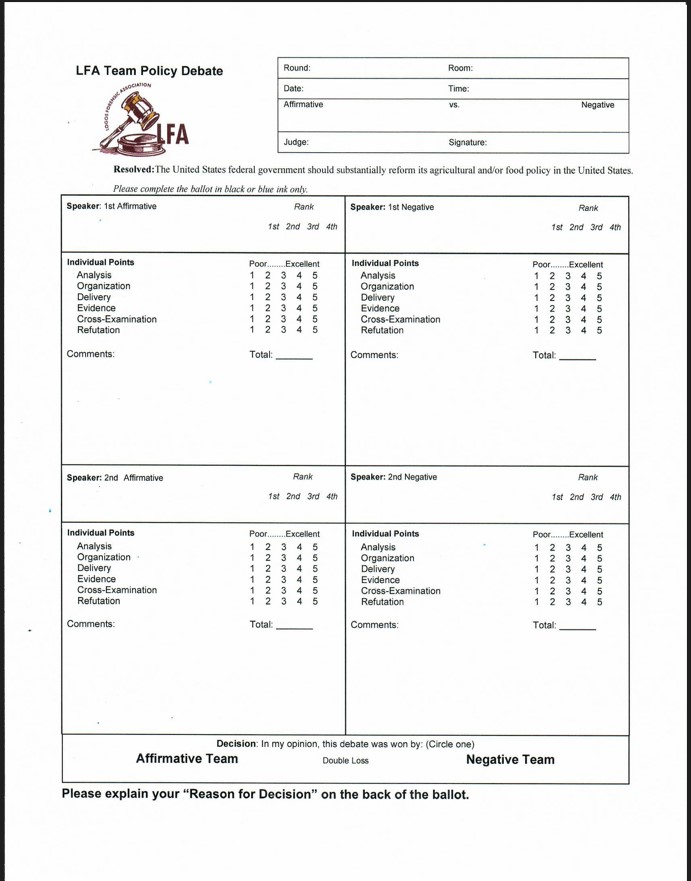 LFA Team Policy Debate
LOGOS FORENSIC ASSOCIATION
LFA
Round: Room:
Date: Time:
Affirmative vs. Negative
Judge: Signature:
Resolved:The United States federal government should substantially reform its agricultural and/or food policy in the United States.
Please complete the ballot in black or blue ink only.
Speaker: 1st Affirmative Rank
1st 2nd 3rd 4th
Individual Points Poor........Excellent
Analysis 1 2 3 4 5
Organization 1 2 3 4 5
Delivery 1 2 3 4 5
Evidence 1 2 3 4 5
Cross-Examination 1 2 3 4 5
Refutation 1 2 3 4 5
Comments: Total: _______
Speaker: 1st Negative Rank
1st 2nd 3rd 4th
Individual Points Poor........Excellent
Analysis 1 2 3 4 5
Organization 1 2 3 4 5
Delivery 1 2 3 4 5
Evidence 1 2 3 4 5
Cross-Examination 1 2 3 4 5
Refutation 1 2 3 4 5
Comments: Total: _______
Speaker: 2nd Affirmative Rank
1st 2nd 3rd 4th
Individual Points Poor........Excellent
Analysis 1 2 3 4 5
Organization 1 2 3 4 5
Delivery 1 2 3 4 5
Evidence 1 2 3 4 5
Cross-Examination 1 2 3 4 5
Refutation 1 2 3 4 5
Comments: Total: _______
Speaker: 2nd Negative Rank
1st 2nd 3rd 4th
Individual Points Poor........Excellent
Analysis 1 2 3 4 5
Organization 1 2 3 4 5
Delivery 1 2 3 4 5
Evidence 1 2 3 4 5
Cross-Examination 1 2 3 4 5
Refutation 1 2 3 4 5
Comments: Total: _______
Decision: In my opinion, this debate was won by: (Circle one)
Affirmative Team Double Loss Negative Team
Please explain your “Reason for Decision” on the back of the ballot.